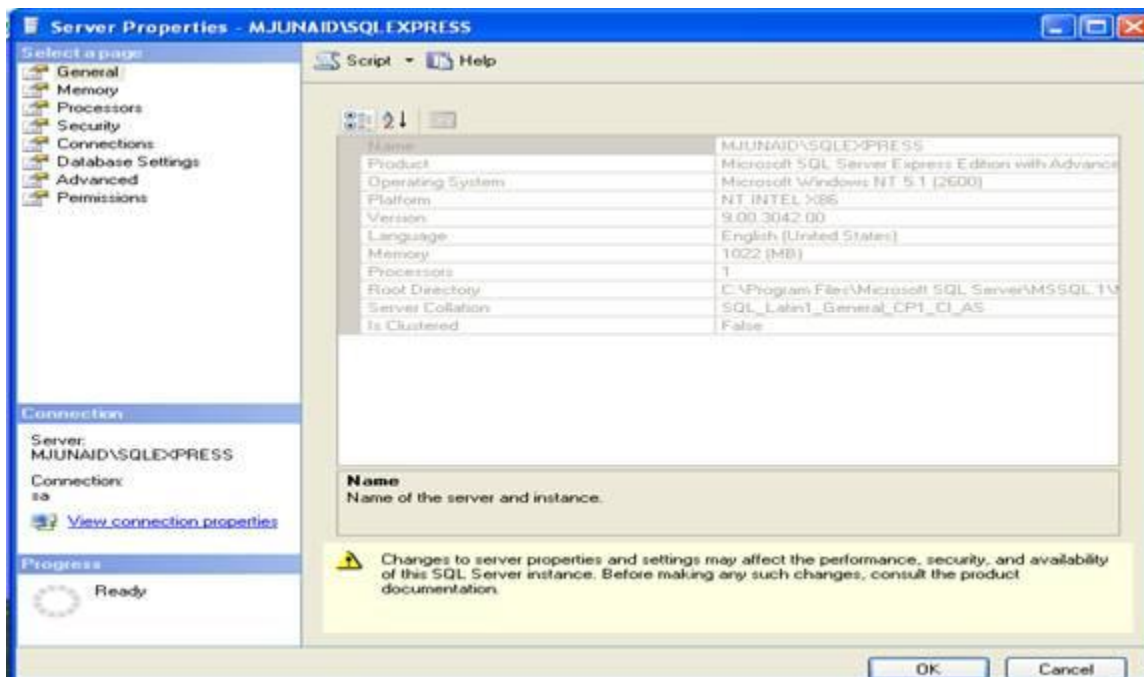 Server Properties - MJUNAID\SQLEXPRESS
Select a page
General
Memory
Processors
Security
Connections
Database Settings
Advanced
Permissions
Script Help
Name MJUNAID\SQLEXPRESS
Product Microsoft SQL Server Express Edition with Advance
Operating System Microsoft Windows NT 5.1 (2600)
Platform NT INTEL X86
Version 9.00.3042.00
Language English (United States)
Memory 1022 (MB)
Processors 1
Root Directory C:\Program Files\Microsoft SQL Server\MSSQL.1\M
Server Collation SQL_Latin1_General_CP1_CI_AS
Is Clustered False
Connection
Server:
MJUNAID\SQLEXPRESS
Connection:
sa
View connection properties
Name
Name of the server and instance.
Progress
Ready
Changes to server properties and settings may affect the performance, security, and availability
of this SQL Server instance. Before making any such changes, consult the product
documentation.
OK Cancel